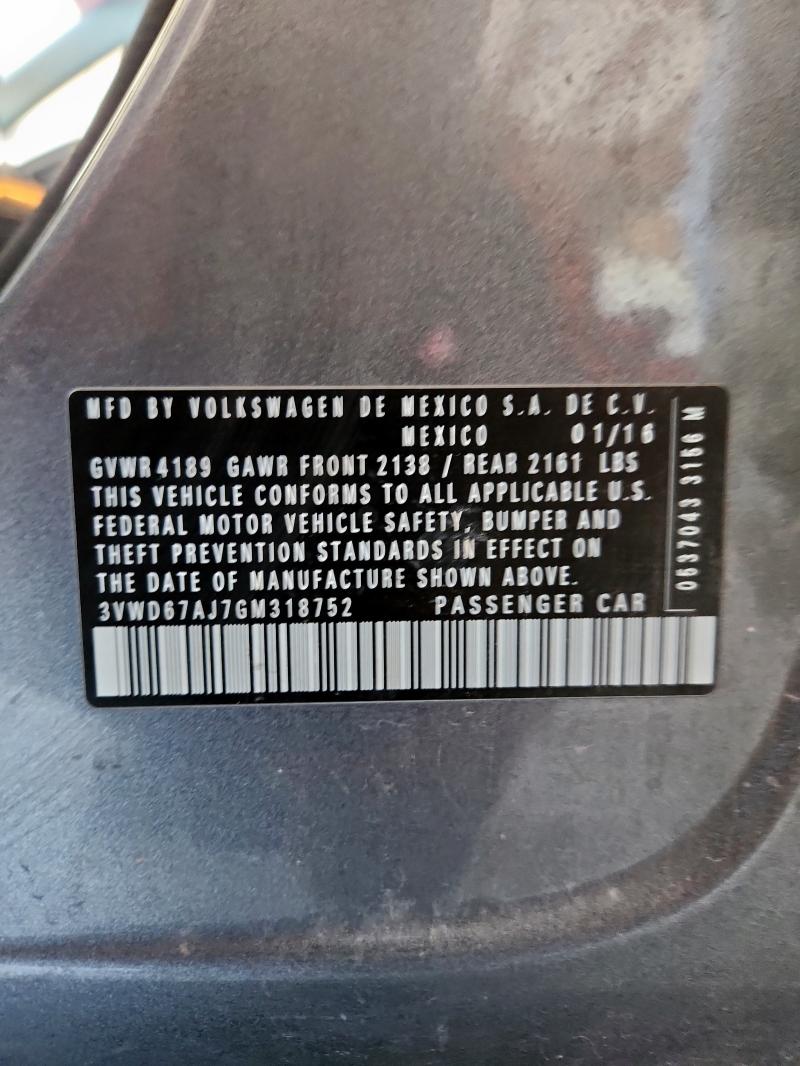 MFD BY VOLKSWAGEN DE MEXICO S.A. DE C.V.
MEXICO 01/16
GVWR 4189 GAWR FRONT 2138 / REAR 2161 LBS
THIS VEHICLE CONFORMS TO ALL APPLICABLE U.S.
FEDERAL MOTOR VEHICLE SAFETY, BUMPER AND
THEFT PREVENTION STANDARDS IN EFFECT ON
THE DATE OF MANUFACTURE SHOWN ABOVE.
3VWD67AJ7GM318752 PASSENGER CAR
0637043 3166 M